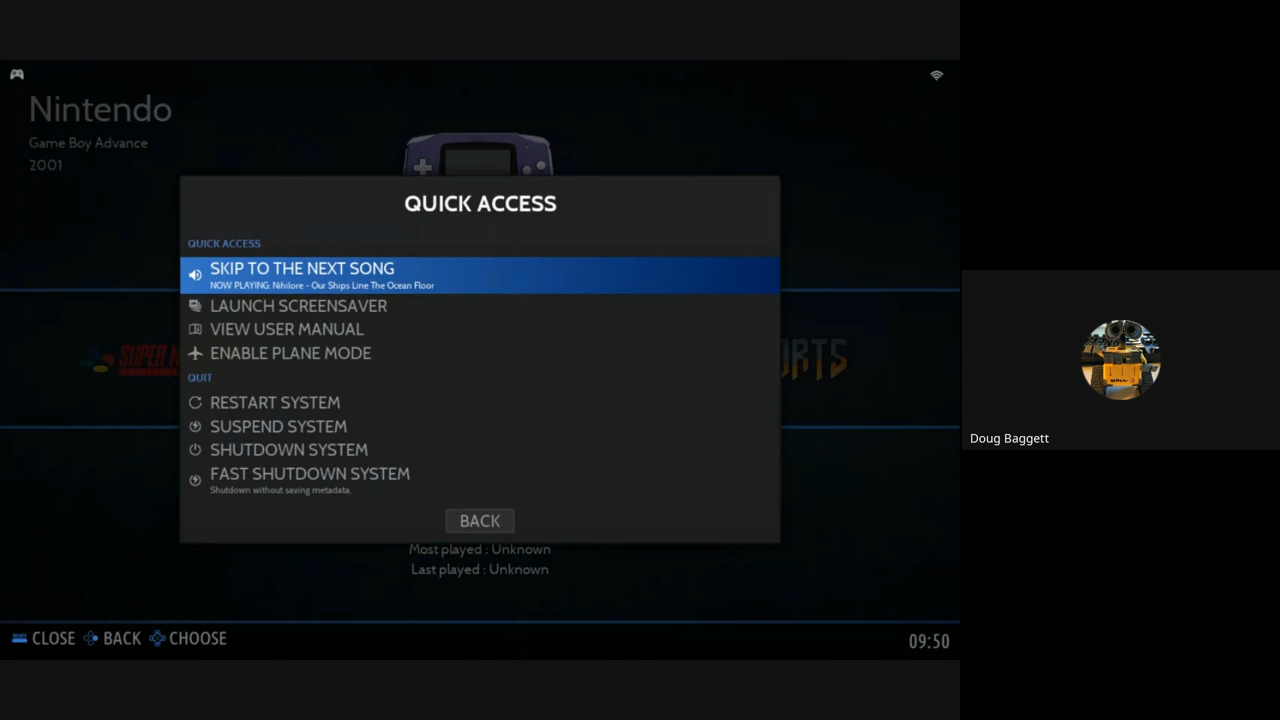 Nintendo
Game Boy Advance
2001
QUICK ACCESS
QUICK ACCESS
SKIP TO THE NEXT SONG
NOW PLAYING: Nihilore - Our Ships Line The Ocean Floor
LAUNCH SCREENSAVER
VIEW USER MANUAL
ENABLE PLANE MODE
SUPER
QUIT
RESTART SYSTEM
SUSPEND SYSTEM
SHUTDOWN SYSTEM
FAST SHUTDOWN SYSTEM
Shutdown without saving metadata.
BACK
Most played : Unknown
Last played : Unknown
CLOSE BACK CHOOSE
09:50
Doug Baggett